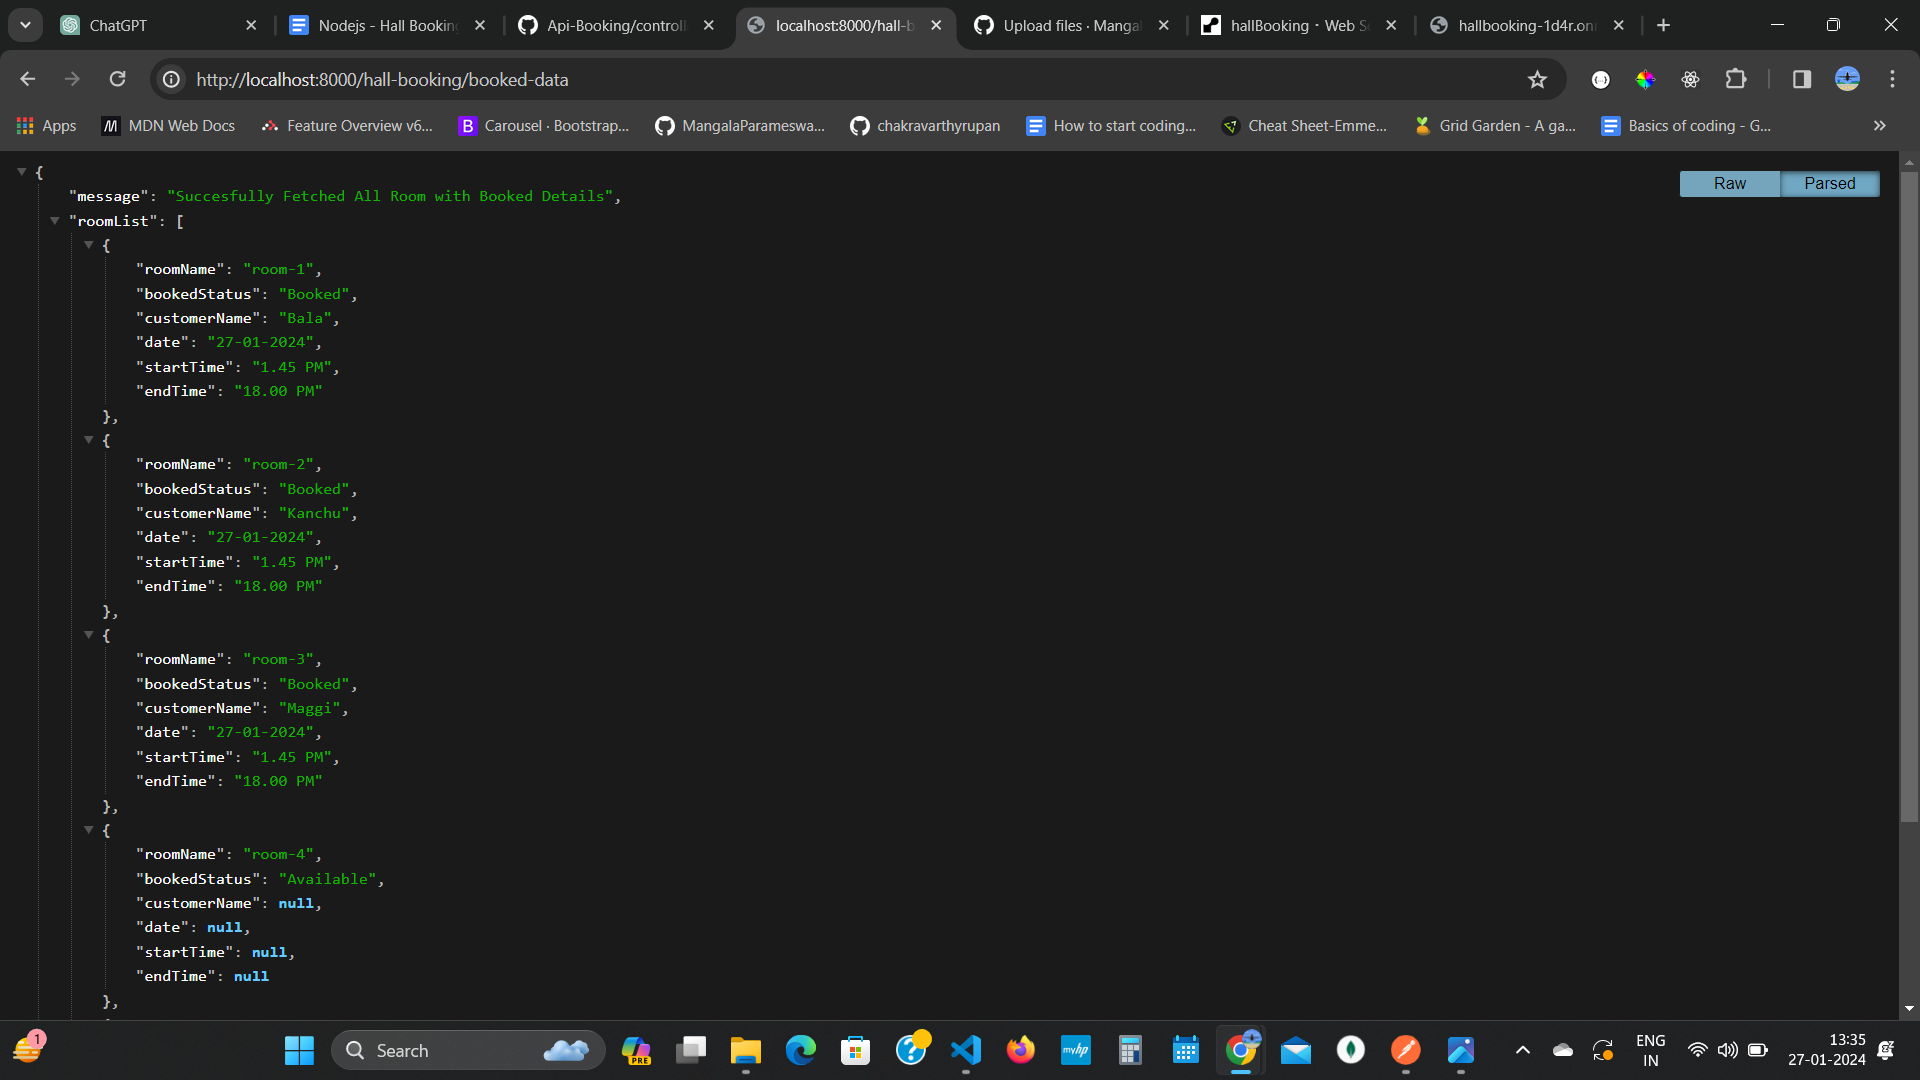 ChatGPT
Nodejs - Hall Booking
Api-Booking/controll
localhost:8000/hall-b
Upload files · Mangal
hallBooking · Web Se
hallbooking-1d4r.onr
http://localhost:8000/hall-booking/booked-data
Apps
MDN Web Docs
Feature Overview v6...
B
Carousel · Bootstrap...
MangalaParameswa...
chakravarthyrupan
How to start coding...
Cheat Sheet-Emme...
Grid Garden - A ga...
Basics of coding - G...
Raw
Parsed
{
"message": "Succesfully Fetched All Room with Booked Details",
"roomList": [
{
"roomName": "room-1",
"bookedStatus": "Booked",
"customerName": "Bala",
"date": "27-01-2024",
"startTime": "1.45 PM",
"endTime": "18.00 PM"
},
{
"roomName": "room-2",
"bookedStatus": "Booked",
"customerName": "Kanchu",
"date": "27-01-2024",
"startTime": "1.45 PM",
"endTime": "18.00 PM"
},
{
"roomName": "room-3",
"bookedStatus": "Booked",
"customerName": "Maggi",
"date": "27-01-2024",
"startTime": "1.45 PM",
"endTime": "18.00 PM"
},
{
"roomName": "room-4",
"bookedStatus": "Available",
"customerName": null,
"date": null,
"startTime": null,
"endTime": null
},
1
Search
PRE
myhp
ENG
IN
13:35
27-01-2024